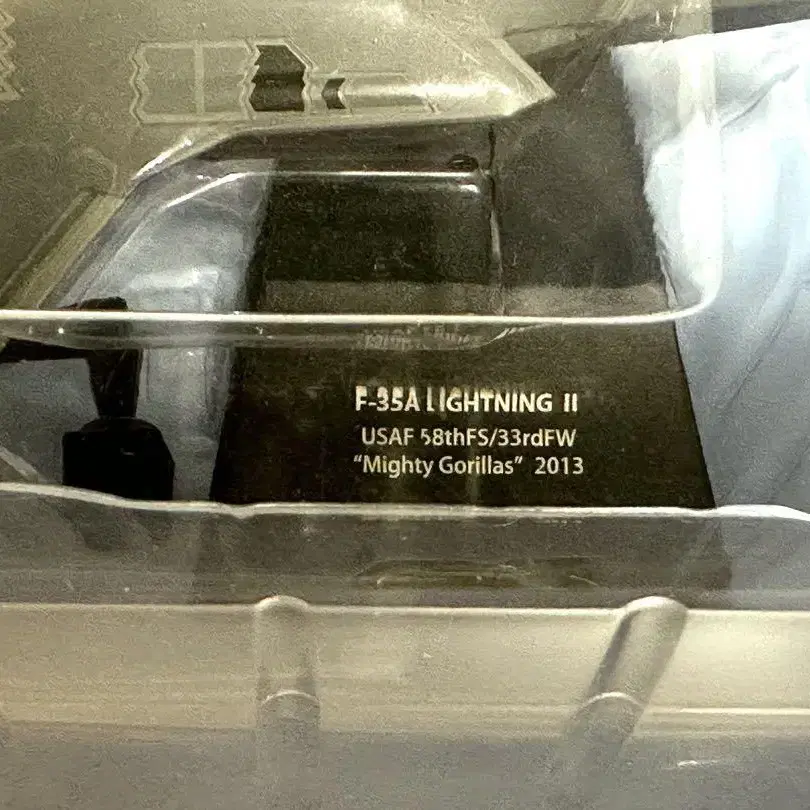 F-35A LIGHTNING II
USAF 58thFS/33rdFW
“Mighty Gorillas” 2013